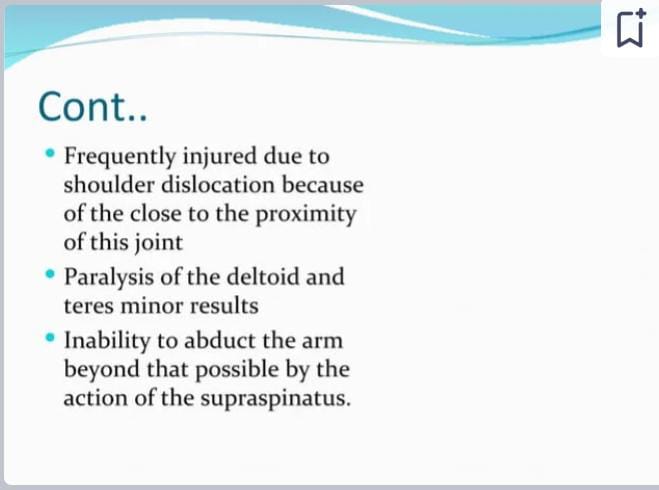 Cont..
Frequently injured due to
shoulder dislocation because
of the close to the proximity
of this joint
Paralysis of the deltoid and
teres minor results
Inability to abduct the arm
beyond that possible by the
action of the supraspinatus.